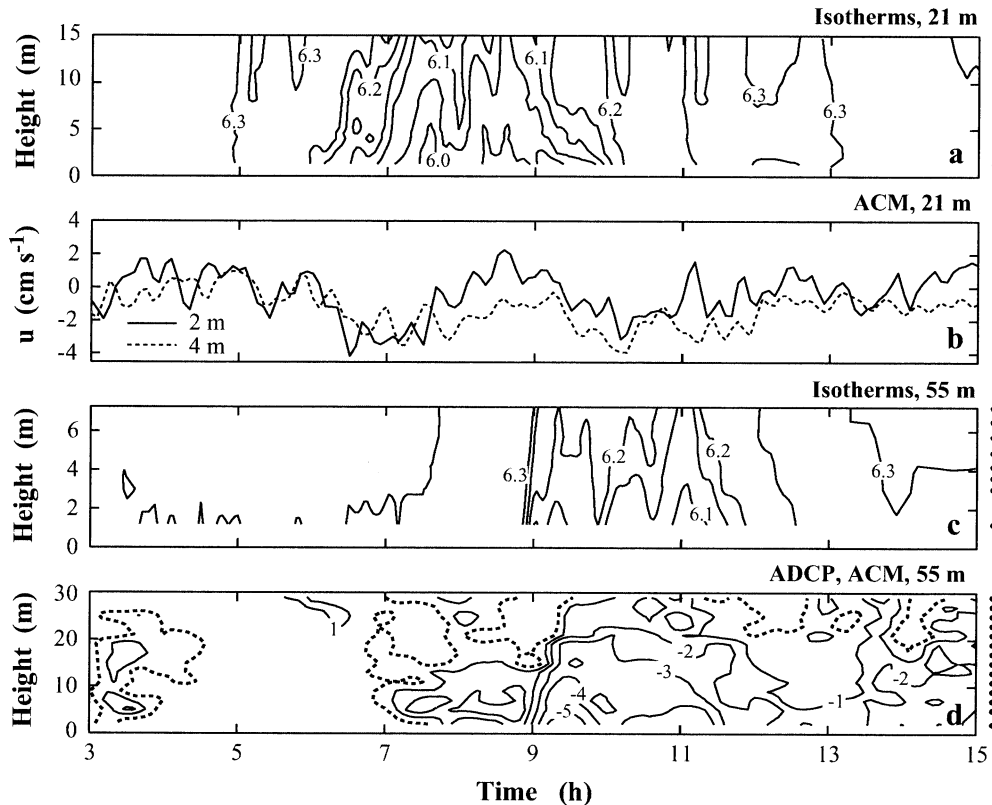 Isotherms, 21 m
Height (m)
15
10
5
0
6.3
6.3
6.2
6.1
6.0
6.1
6.2
6.3
6.3
a
ACM, 21 m
u (cm s⁻¹)
4
2
0
-2
-4
2 m
4 m
b
Isotherms, 55 m
Height (m)
6
4
2
0
6.3
6.2
6.2
6.1
6.3
c
ADCP, ACM, 55 m
Height (m)
30
20
10
0
1
-2
-3
-4
-5
-1
-2
d
3 5 7 9 11 13 15
Time (h)